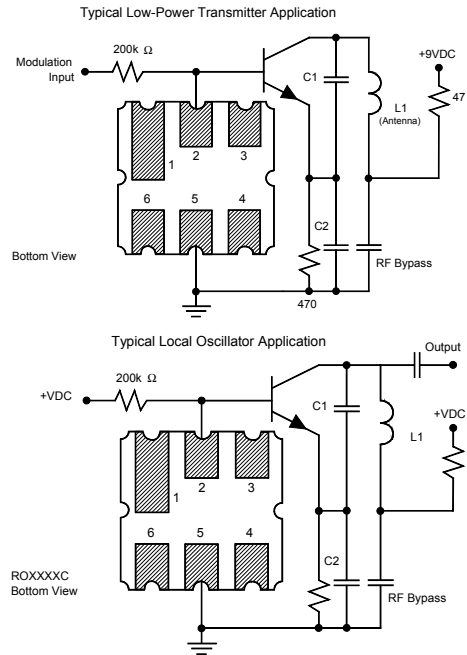 Typical Low-Power Transmitter Application
200k Ω
Modulation
Input
C1
+9VDC
47
L1
(Antenna)
1
2
3
6
5
4
C2
Bottom View
RF Bypass
470
Typical Local Oscillator Application
Output
200k Ω
+VDC
C1
+VDC
L1
1
2
3
6
5
4
C2
ROXXXXC
Bottom View
RF Bypass